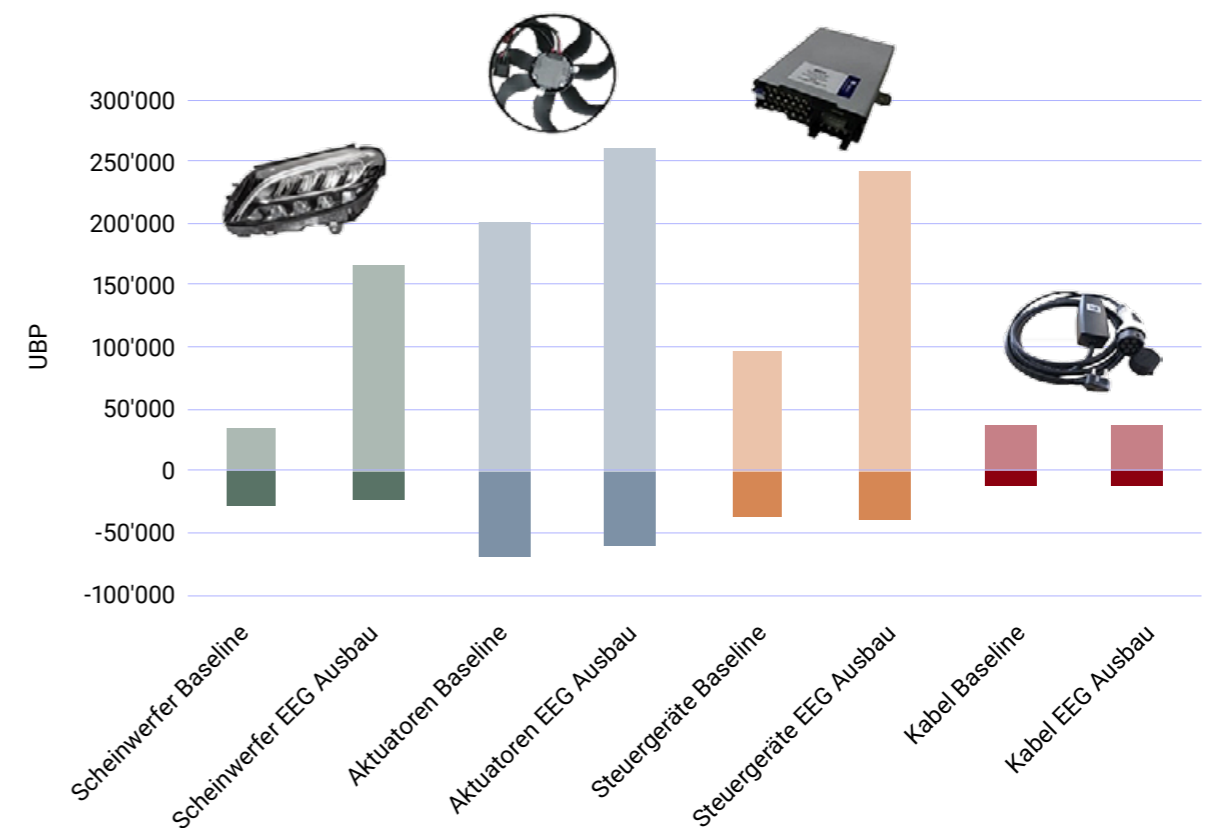 300'000
250'000
200'000
150'000
100'000
50'000
0
-50'000
-100'000
UBP
Scheinwerfer Baseline
Scheinwerfer EEG Ausbau
Aktuatoren Baseline
Aktuatoren EEG Ausbau
Steuergeräte Baseline
Steuergeräte EEG Ausbau
Kabel Baseline
Kabel EEG Ausbau